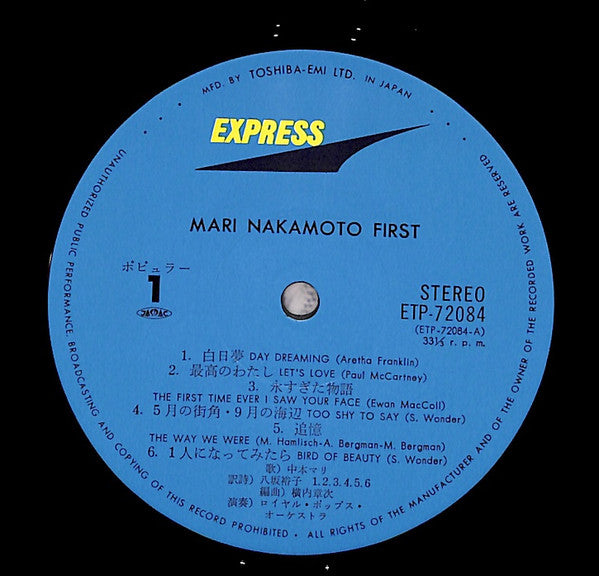 MFD. BY TOSHIBA-EMI LTD. IN JAPAN
EXPRESS
MARI NAKAMOTO FIRST
ポピュラー
1
STEREO
ETP-72084
(ETP-72084-A)
33⅓ r. p. m.
1. 白日夢 DAY DREAMING (Aretha Franklin)
2. 最高のわたし LET'S LOVE (Paul McCartney)
3. 永すぎた物語
THE FIRST TIME EVER I SAW YOUR FACE (Ewan MacColl)
4. 5月の街角・9月の海辺 TOO SHY TO SAY (S. Wonder)
5. 追憶
THE WAY WE WERE (M. Hamlisch-A. Bergman-M. Bergman)
6. 1人になってみたら BIRD OF BEAUTY (S. Wonder)
歌) 中本マリ
訳詩) 八坂裕子 1.2.3.4.5.6
編曲) 横内章次
演奏) ロイヤル・ポップス・
オーケストラ
• ALL RIGHTS OF THE MANUFACTURER AND OF THE OWNER OF THE RECORDED WORK ARE RESERVED •
UNAUTHORIZED PUBLIC PERFORMANCE, BROADCASTING AND COPYING OF THIS RECORD PROHIBITED